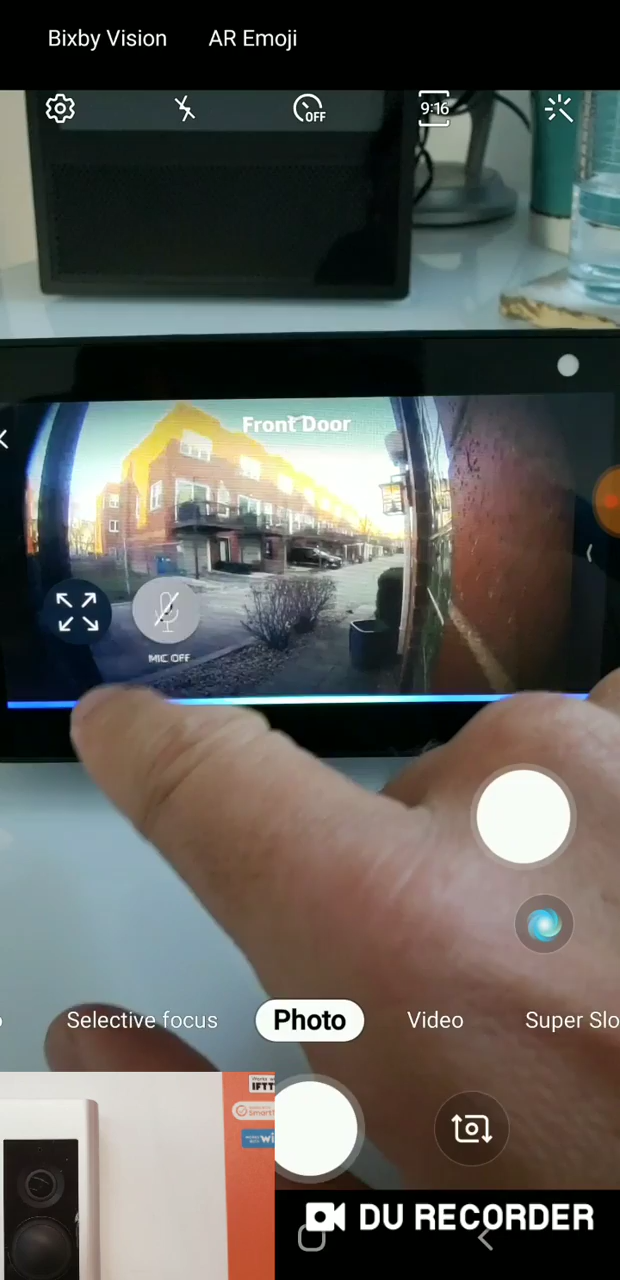 Bixby Vision AR Emoji
OFF 9:16
Front Door
MIC OFF
Selective focus Photo Video Super Slo
IFTT
DU RECORDER